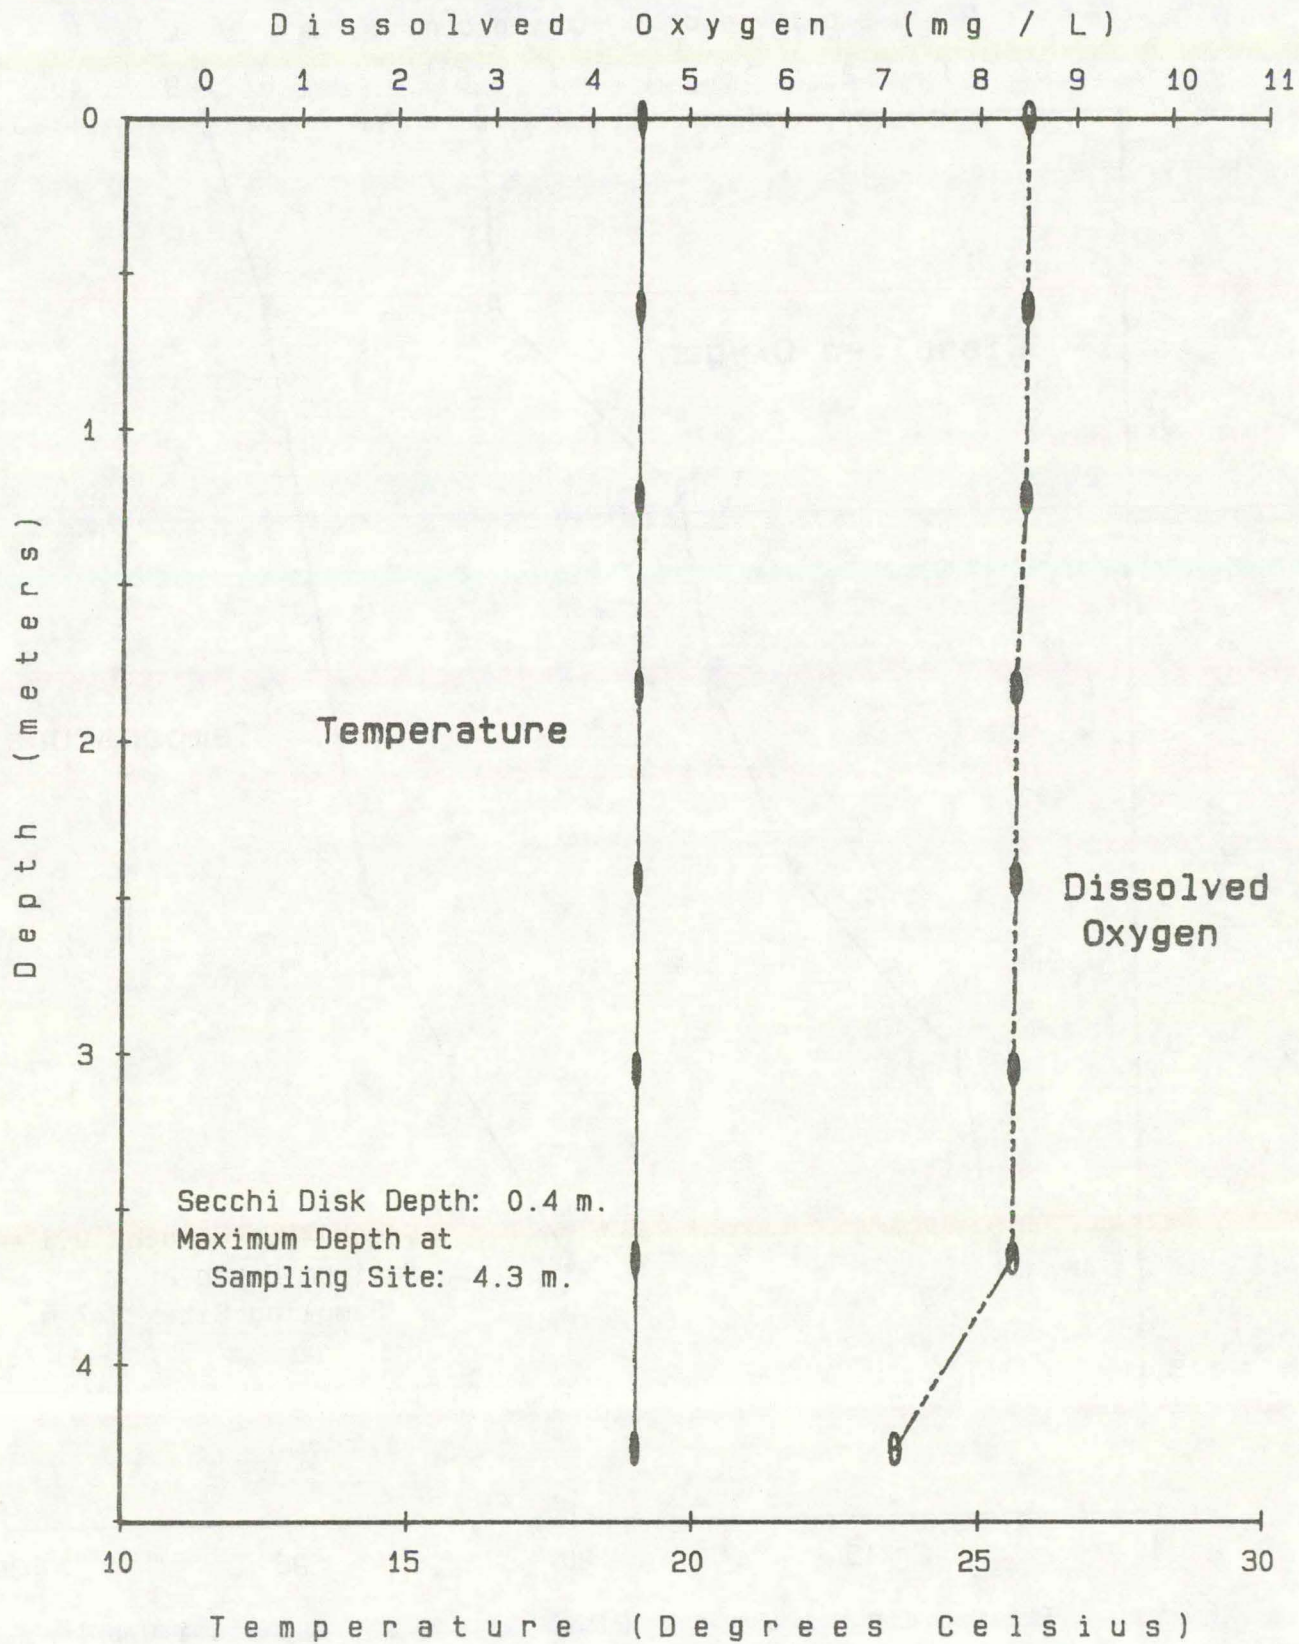 Dissolved Oxygen (mg / L)
0 1 2 3 4 5 6 7 8 9 10 11
0
1
2
3
4
Depth (meters)
Temperature
Dissolved
Oxygen
Secchi Disk Depth: 0.4 m.
Maximum Depth at
Sampling Site: 4.3 m.
10 15 20 25 30
Temperature (Degrees Celsius)